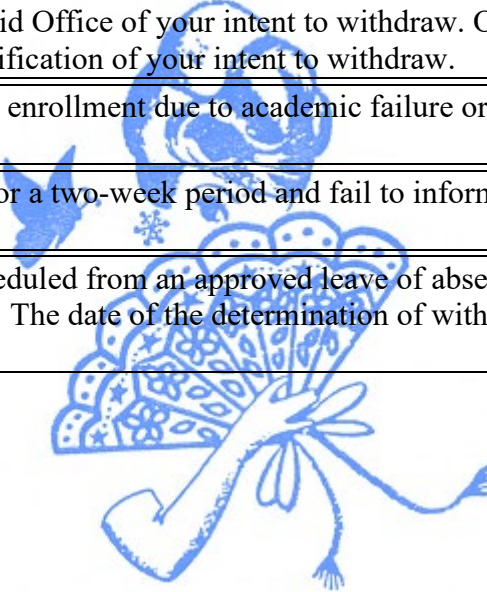 id Office of your intent to withdraw. O
ification of your intent to withdraw.
enrollment due to academic failure or
or a two-week period and fail to inforn
eduled from an approved leave of abse
The date of the determination of with